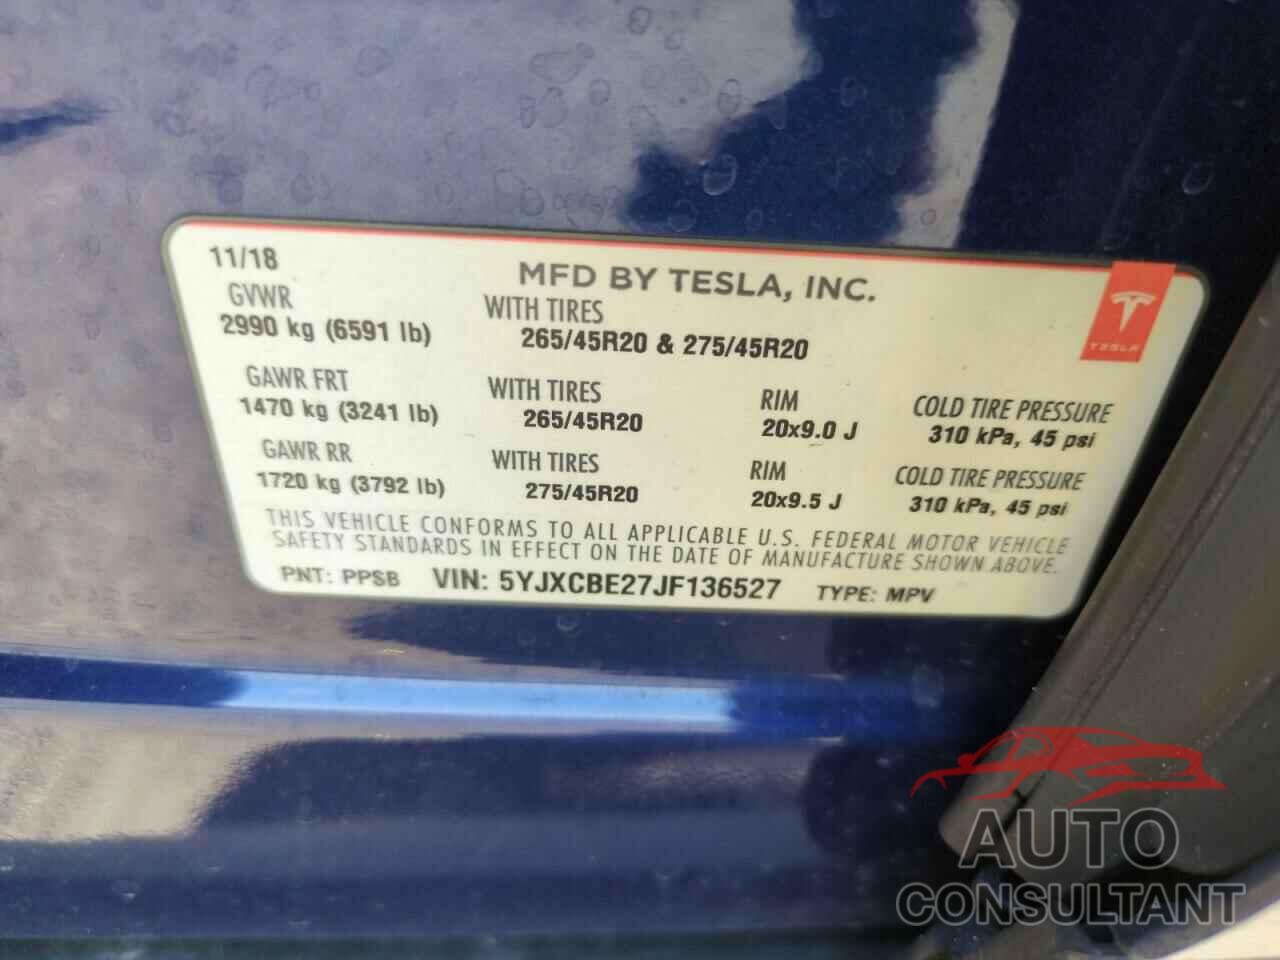 11/18
MFD BY TESLA, INC.
GVWR
2990 kg (6591 lb)
WITH TIRES
265/45R20 & 275/45R20
TESLA
GAWR FRT
1470 kg (3241 lb)
WITH TIRES
265/45R20
RIM
20x9.0 J
COLD TIRE PRESSURE
310 kPa, 45 psi
GAWR RR
1720 kg (3792 lb)
WITH TIRES
275/45R20
RIM
20x9.5 J
COLD TIRE PRESSURE
310 kPa, 45 psi
THIS VEHICLE CONFORMS TO ALL APPLICABLE U.S. FEDERAL MOTOR VEHICLE
SAFETY STANDARDS IN EFFECT ON THE DATE OF MANUFACTURE SHOWN ABOVE.
PNT: PPSB VIN: 5YJXCBE27JF136527 TYPE: MPV
AUTO
CONSULTANT